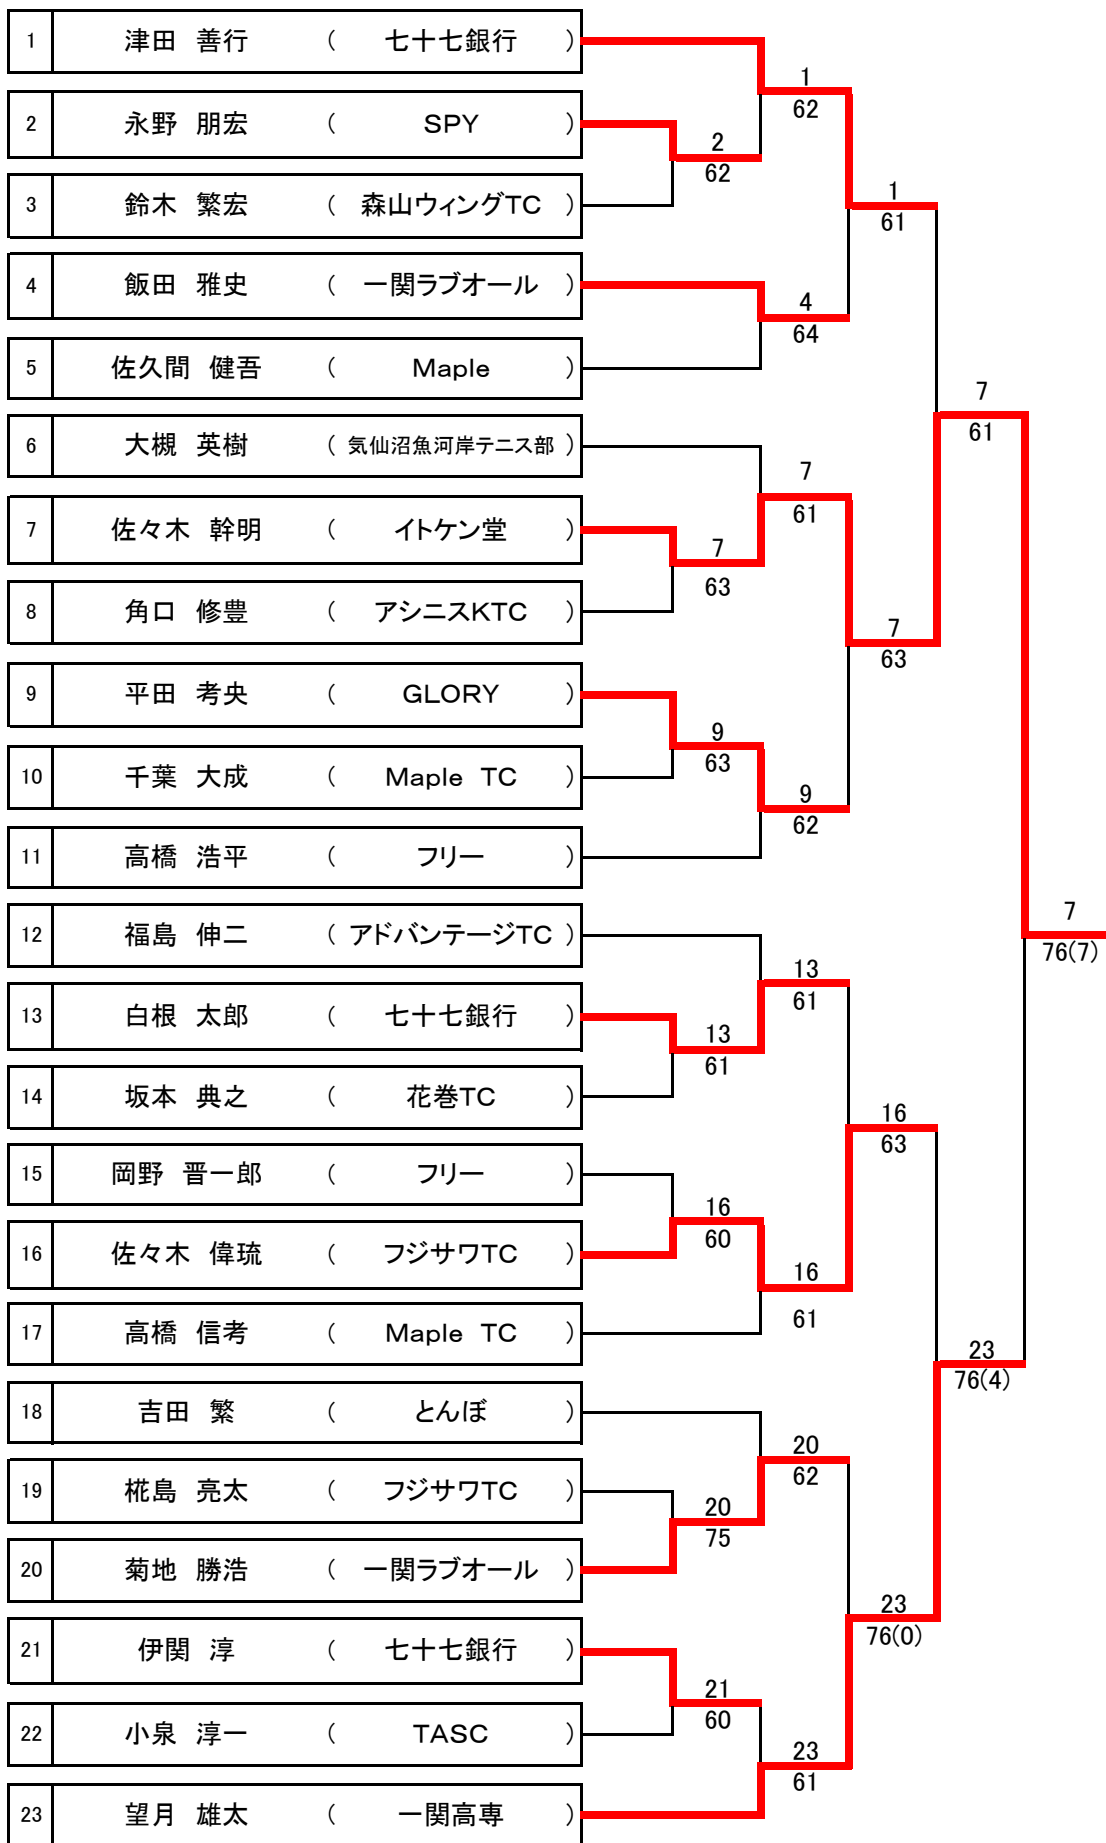 1 津田 善行 ( 七十七銀行 )
2 永野 朋宏 ( SPY )
3 鈴木 繁宏 ( 森山ウィングTC )
4 飯田 雅史 ( 一関ラブオール )
5 佐久間 健吾 ( Maple )
6 大槻 英樹 ( 気仙沼魚河岸テニス部 )
7 佐々木 幹明 ( イトケン堂 )
8 角口 修豊 ( アシニスKTC )
9 平田 考央 ( GLORY )
10 千葉 大成 ( Maple TC )
11 高橋 浩平 ( フリー )
12 福島 伸二 ( アドバンテージTC )
13 白根 太郎 ( 七十七銀行 )
14 坂本 典之 ( 花巻TC )
15 岡野 晋一郎 ( フリー )
16 佐々木 偉琉 ( フジサワTC )
17 高橋 信考 ( Maple TC )
18 吉田 繁 ( とんぼ )
19 椛島 亮太 ( フジサワTC )
20 菊地 勝浩 ( 一関ラブオール )
21 伊関 淳 ( 七十七銀行 )
22 小泉 淳一 ( TASC )
23 望月 雄太 ( 一関高専 )
2
62
7
63
9
63
13
61
16
60
20
75
21
60
1
62
4
64
7
61
9
62
13
61
16
61
20
62
23
61
1
61
7
63
16
63
23
76(0)
7
61
23
76(4)
7
76(7)